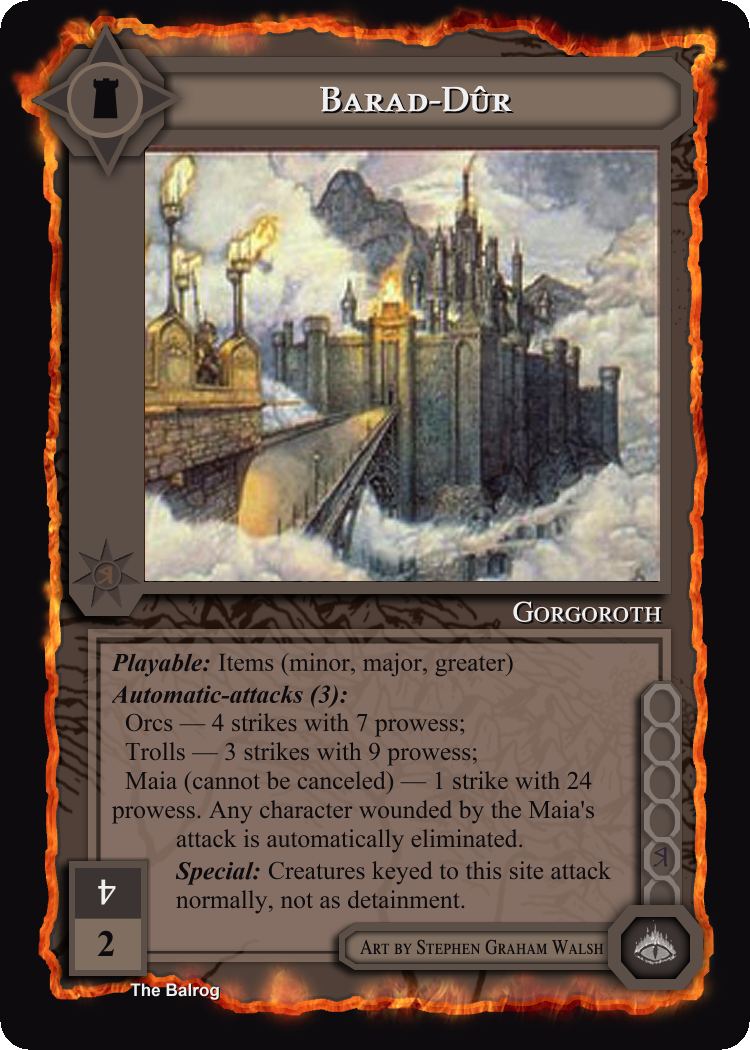 Barad-Dûr
Gorgoroth
Playable: Items (minor, major, greater)
Automatic-attacks (3):
Orcs — 4 strikes with 7 prowess;
Trolls — 3 strikes with 9 prowess;
Maia (cannot be canceled) — 1 strike with 24
prowess. Any character wounded by the Maia's
attack is automatically eliminated.
Special: Creatures keyed to this site attack
normally, not as detainment.
2
Art by Stephen Graham Walsh
The Balrog